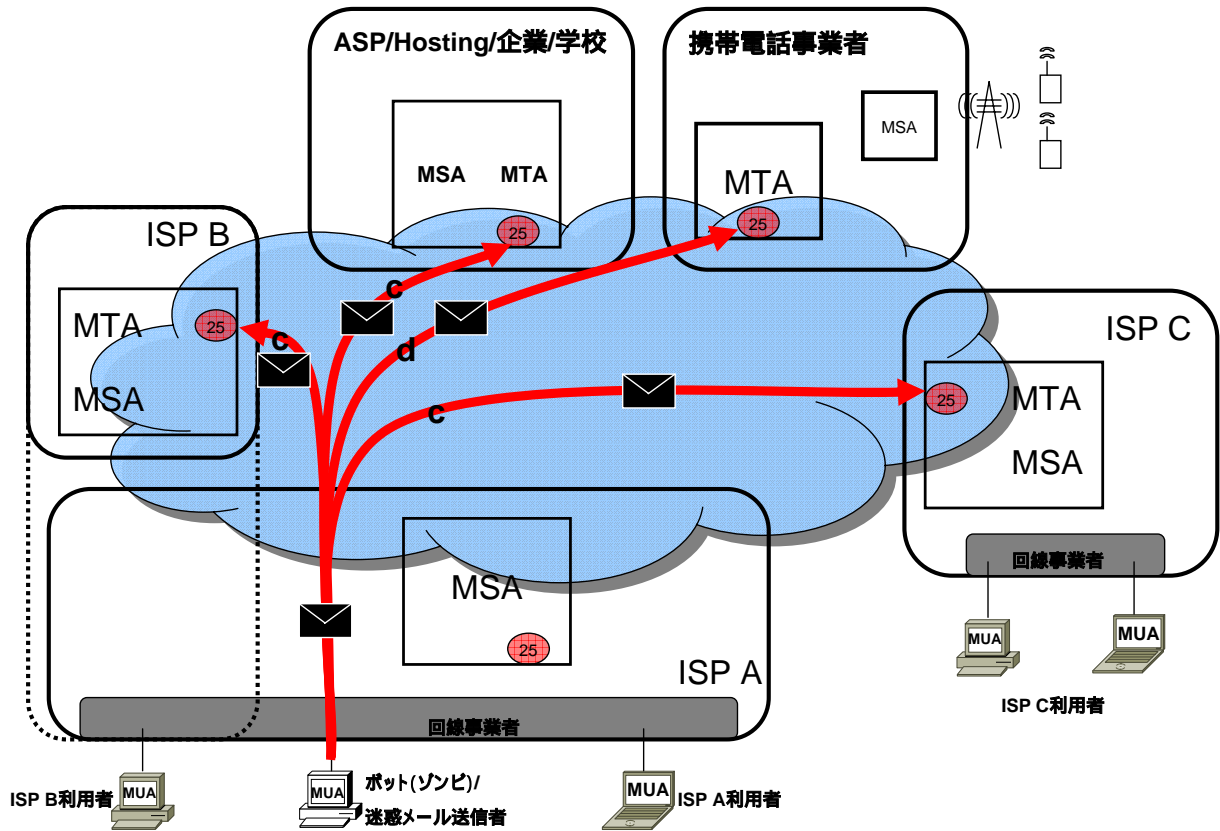 ASP/Hosting/企業/学校
携帯電話事業者
MSA
MSA MTA
MTA
25
25
ISP B
c
c
d
MTA
25
MSA
ISP C
25
MTA
c
MSA
MSA
25
ISP A
回線事業者
回線事業者
MUA
MUA
ISP C利用者
ISP B利用者
MUA
MUA
ボット(ゾンビ)/
迷惑メール送信者
MUA
ISP A利用者